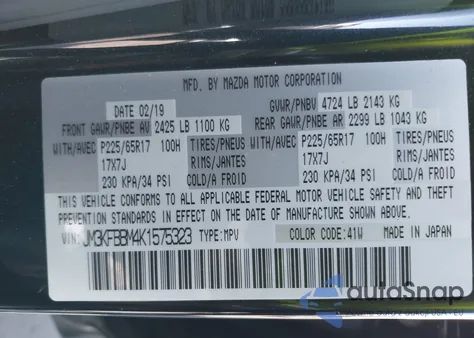 MFD. BY MAZDA MOTOR CORPORATION
DATE 02/19 GVWR/PNBV 4724 LB 2143 KG
FRONT GAWR/PNBE AV 2425 LB 1100 KG REAR GAWR/PNBE AR 2299 LB 1043 KG
WITH/AVEC P225/65R17 100H TIRES/PNEUS WITH/AVEC P225/65R17 100H TIRES/PNEUS
17X7J RIMS/JANTES 17X7J RIMS/JANTES
230 KPA/34 PSI COLD/A FROID 230 KPA/34 PSI COLD/A FROID
THIS VEHICLE CONFORMS TO ALL APPLICABLE FEDERAL MOTOR VEHICLE SAFETY AND THEFT
PREVENTION STANDARDS IN EFFECT ON THE DATE OF MANUFACTURE SHOWN ABOVE.
VIN: JM3KFBBM4K1575323 TYPE: MPV COLOR CODE: 41W MADE IN JAPAN
autoSnap